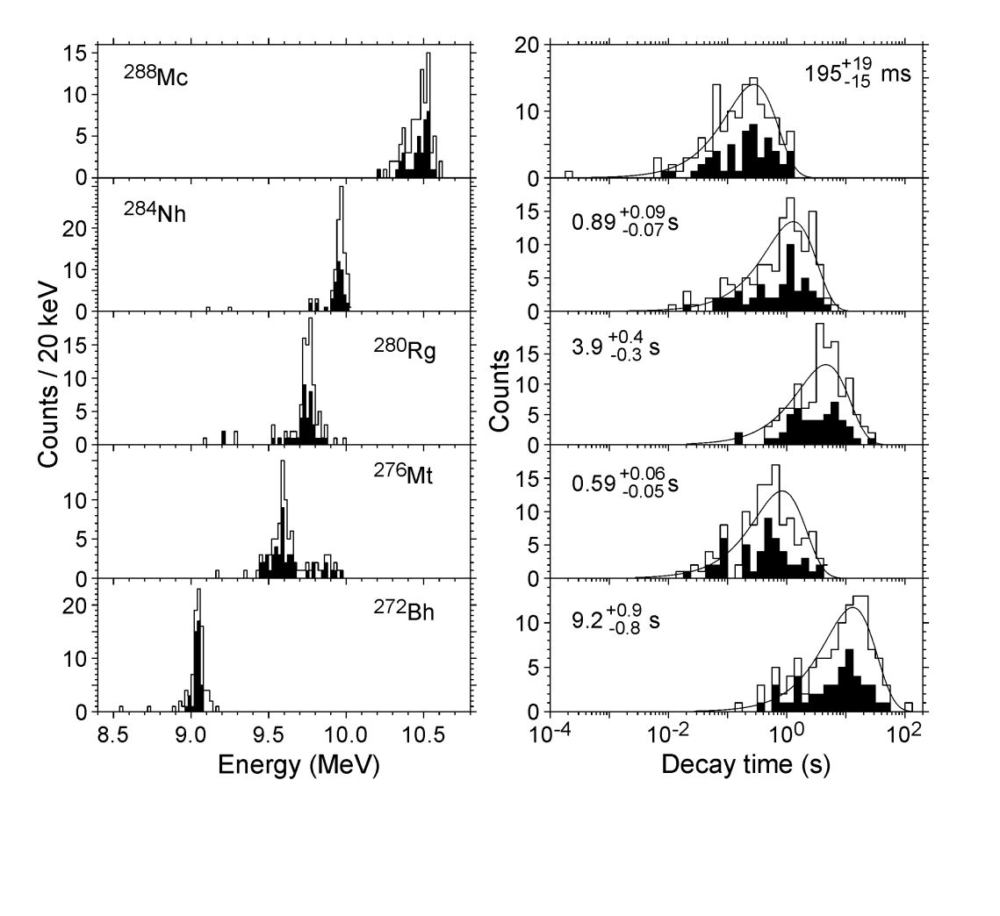 Counts / 20 keV
15
10
5
0
²⁸⁸Mc
20
10
0
²⁸⁴Nh
15
10
5
0
²⁸⁰Rg
10
5
0
²⁷⁶Mt
20
10
0
²⁷²Bh
8.5 9.0 9.5 10.0 10.5
Energy (MeV)
Counts
20
10
0
195 +19 -15 ms
15
10
5
0
0.89 +0.09 -0.07 s
15
10
5
0
3.9 +0.4 -0.3 s
15
10
5
0
0.59 +0.06 -0.05 s
10
5
0
9.2 +0.9 -0.8 s
10⁻⁴ 10⁻² 10⁰ 10²
Decay time (s)